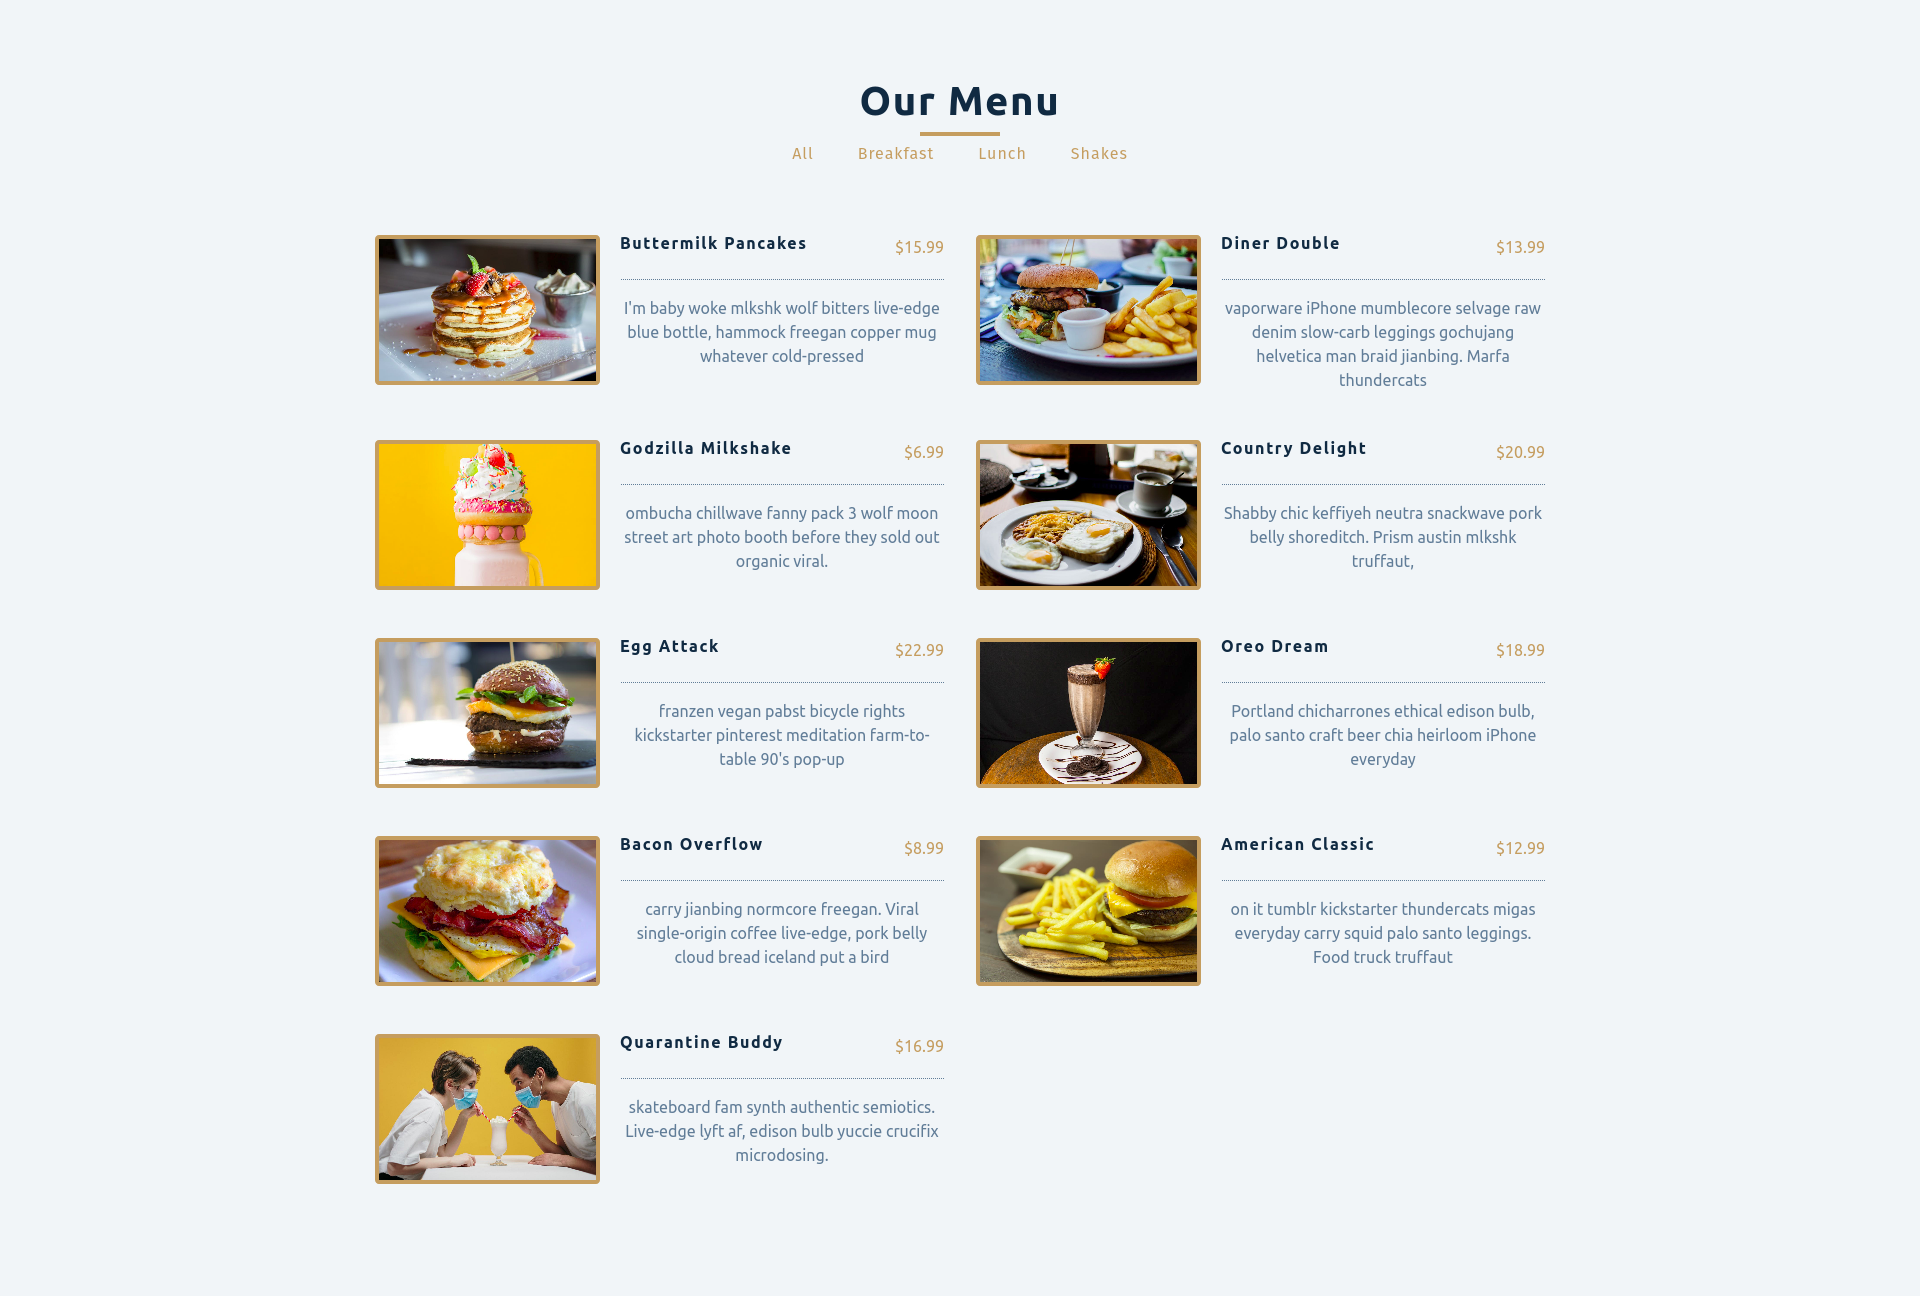 Our Menu
All Breakfast Lunch Shakes
Buttermilk Pancakes $15.99
I'm baby woke mlkshk wolf bitters live-edge
blue bottle, hammock freegan copper mug
whatever cold-pressed
Diner Double $13.99
vaporware iPhone mumblecore selvage raw
denim slow-carb leggings gochujang
helvetica man braid jianbing. Marfa
thundercats
Godzilla Milkshake $6.99
ombucha chillwave fanny pack 3 wolf moon
street art photo booth before they sold out
organic viral.
Country Delight $20.99
Shabby chic keffiyeh neutra snackwave pork
belly shoreditch. Prism austin mlkshk
truffaut,
Egg Attack $22.99
franzen vegan pabst bicycle rights
kickstarter pinterest meditation farm-to-
table 90's pop-up
Oreo Dream $18.99
Portland chicharrones ethical edison bulb,
palo santo craft beer chia heirloom iPhone
everyday
Bacon Overflow $8.99
carry jianbing normcore freegan. Viral
single-origin coffee live-edge, pork belly
cloud bread iceland put a bird
American Classic $12.99
on it tumblr kickstarter thundercats migas
everyday carry squid palo santo leggings.
Food truck truffaut
Quarantine Buddy $16.99
skateboard fam synth authentic semiotics.
Live-edge lyft af, edison bulb yuccie crucifix
microdosing.